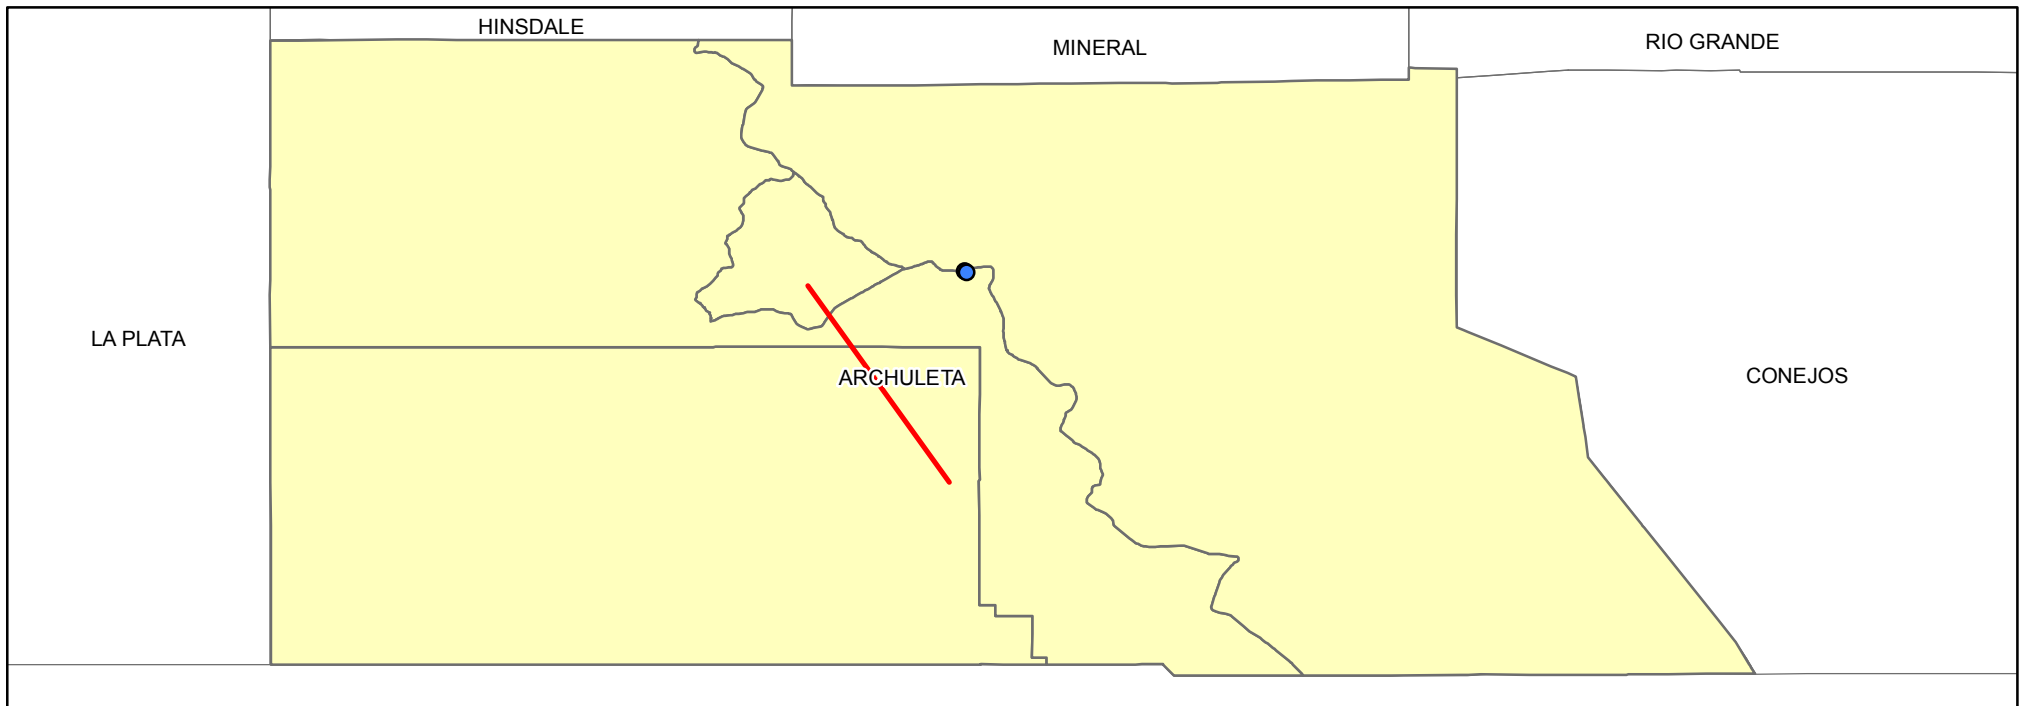 HINSDALE
MINERAL
RIO GRANDE
LA PLATA
ARCHULETA
CONEJOS